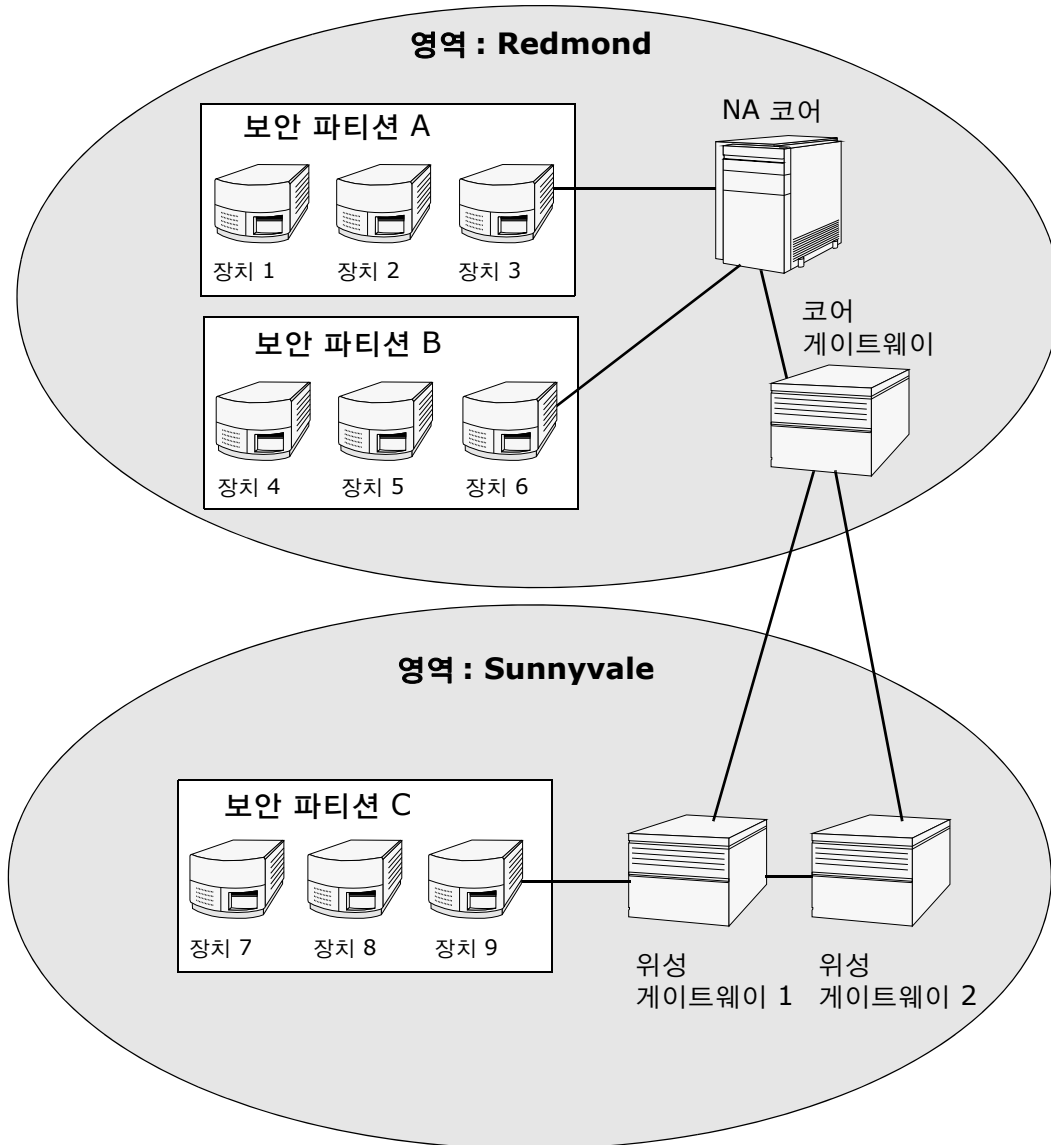 영역 : Redmond
보안 파티션 A
장치 1
장치 2
장치 3
NA 코어
보안 파티션 B
장치 4
장치 5
장치 6
코어
게이트웨이
영역 : Sunnyvale
보안 파티션 C
장치 7
장치 8
장치 9
위성
게이트웨이 1
위성
게이트웨이 2